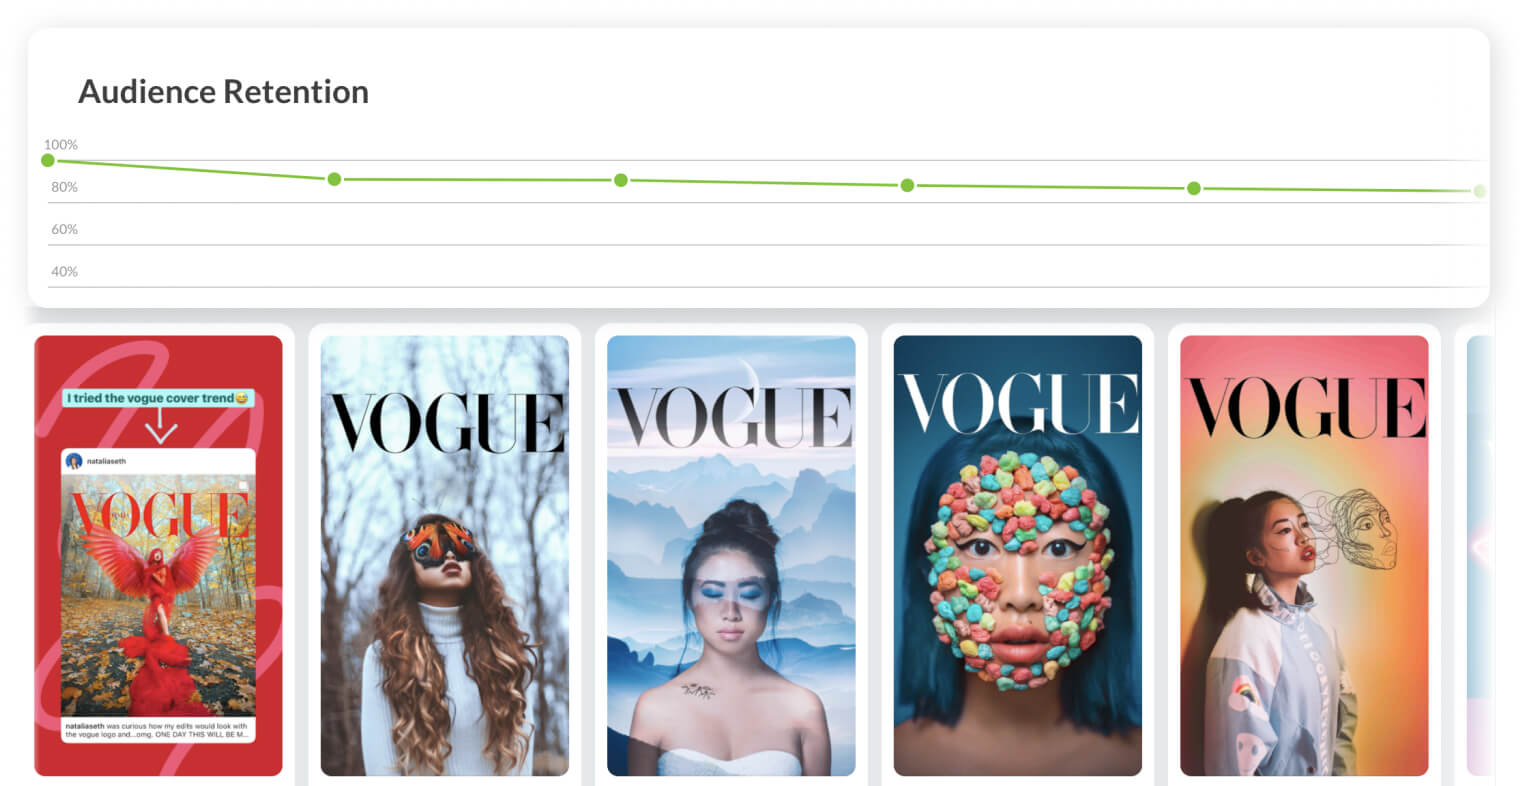 Audience Retention
100%
80%
60%
40%
I tried the vogue cover trend😅
nataliaseth
VOGUE
nataliaseth was curious how my edits would look with
the vogue logo and...omg. ONE DAY THIS WILL BE M...
VOGUE
VOGUE
VOGUE
VOGUE